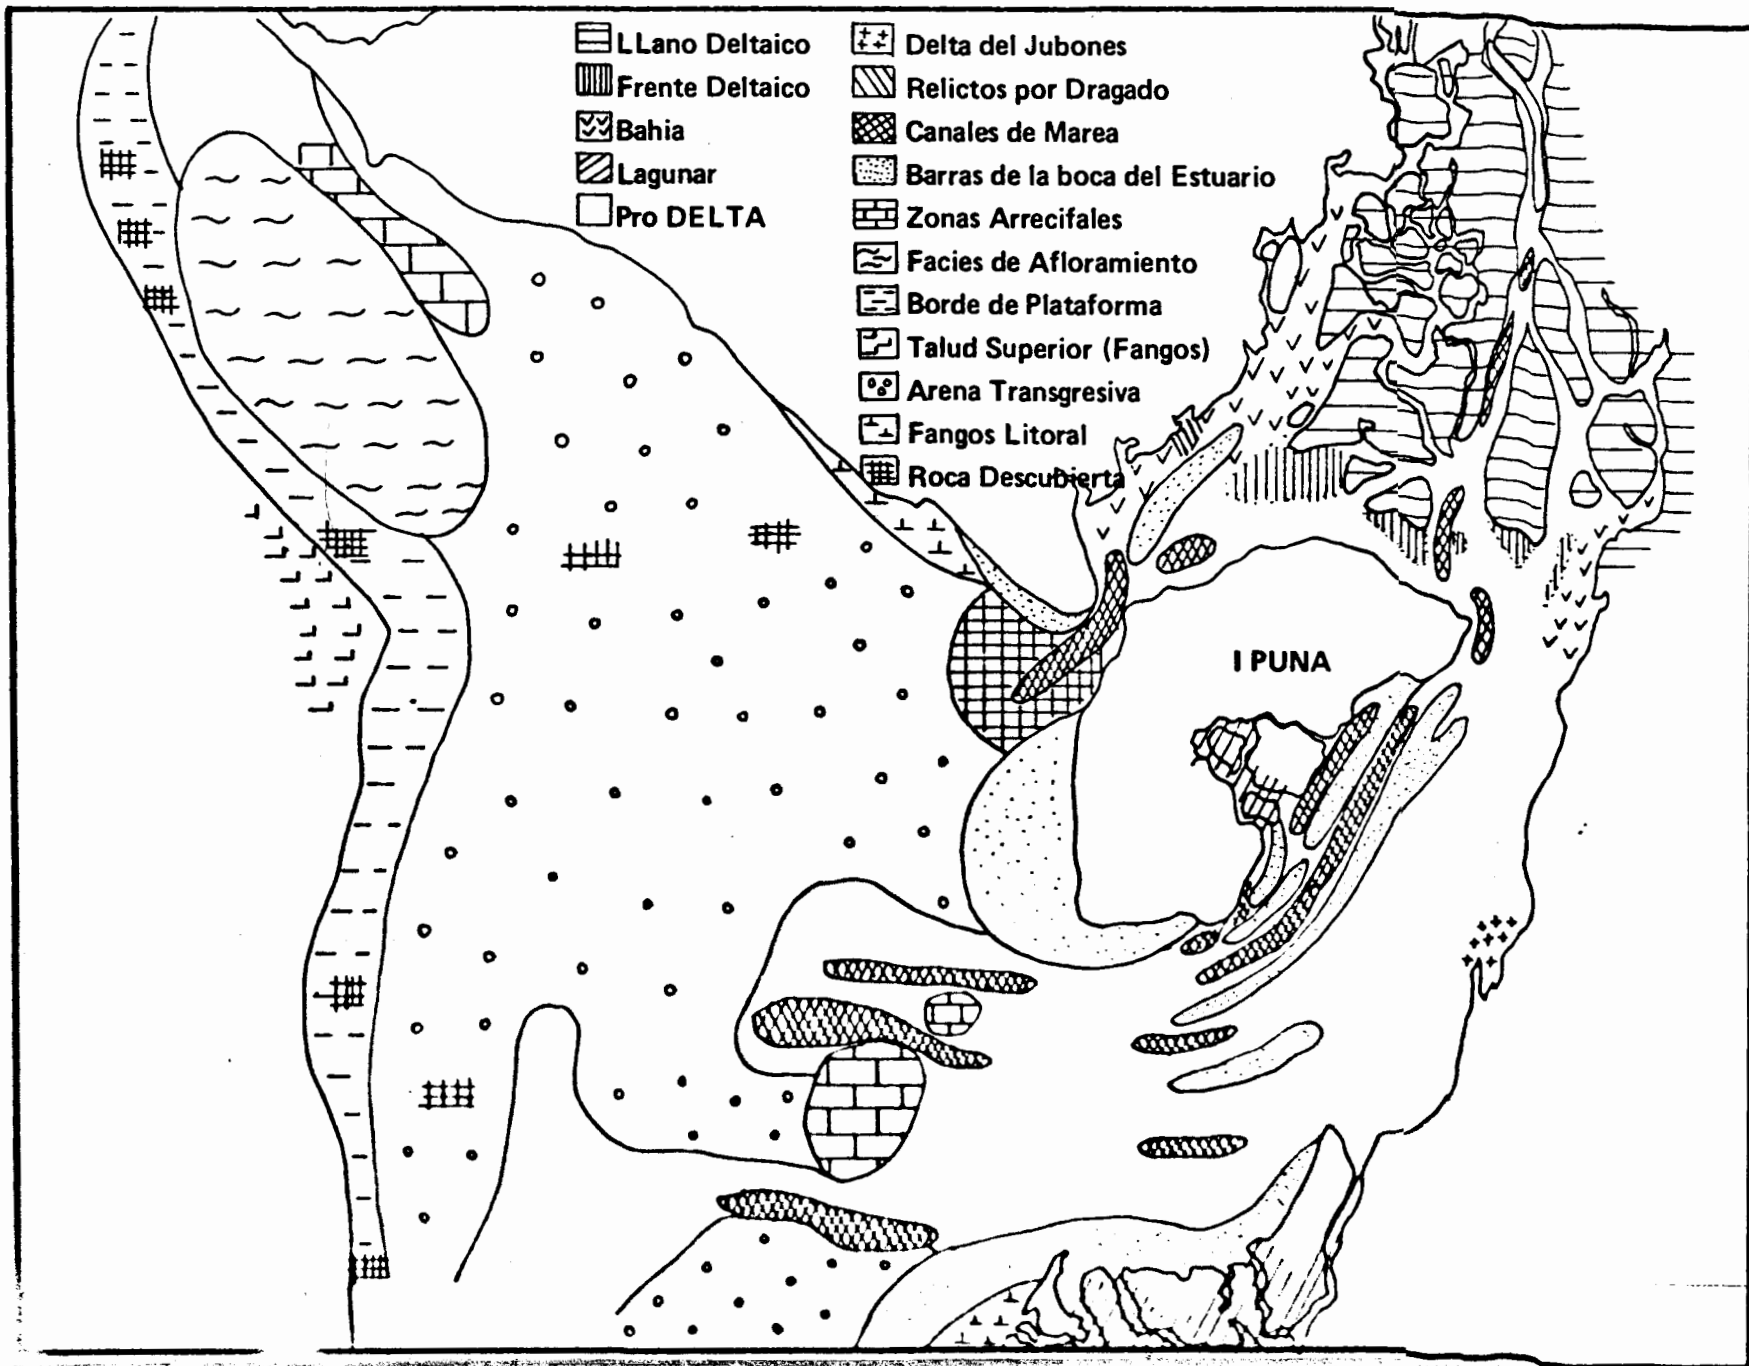 LLano Deltaico
Frente Deltaico
Bahia
Lagunar
Pro DELTA
Delta del Jubones
Relictos por Dragado
Canales de Marea
Barras de la boca del Estuario
Zonas Arrecifales
Facies de Afloramiento
Borde de Plataforma
Talud Superior (Fangos)
Arena Transgresiva
Fangos Litoral
Roca Descubierta
I PUNA